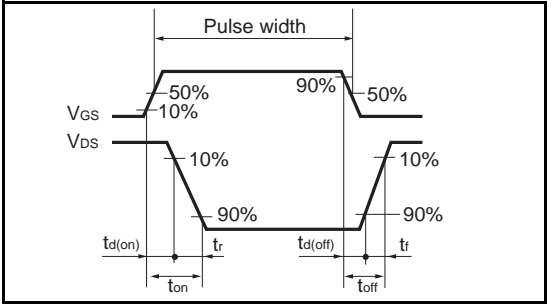 Pulse width
90%
50%
50%
10%
VGS
VDS
10%
10%
90%
90%
td(on)
tr
td(off)
tf
ton
toff